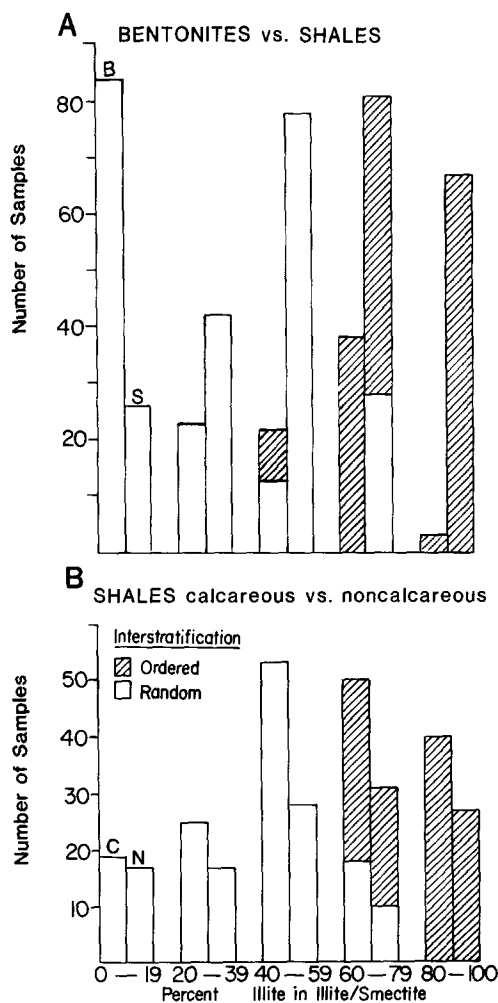 A BENTONITES vs. SHALES
Number of Samples
80
60
40
20
B
S
B SHALES calcareous vs. noncalcareous
Interstratification
Ordered
Random
Number of Samples
50
40
30
20
10
C
N
0 — 19 20 — 39 40 — 59 60 — 79 80 — 100
Percent Illite in Illite/Smectite